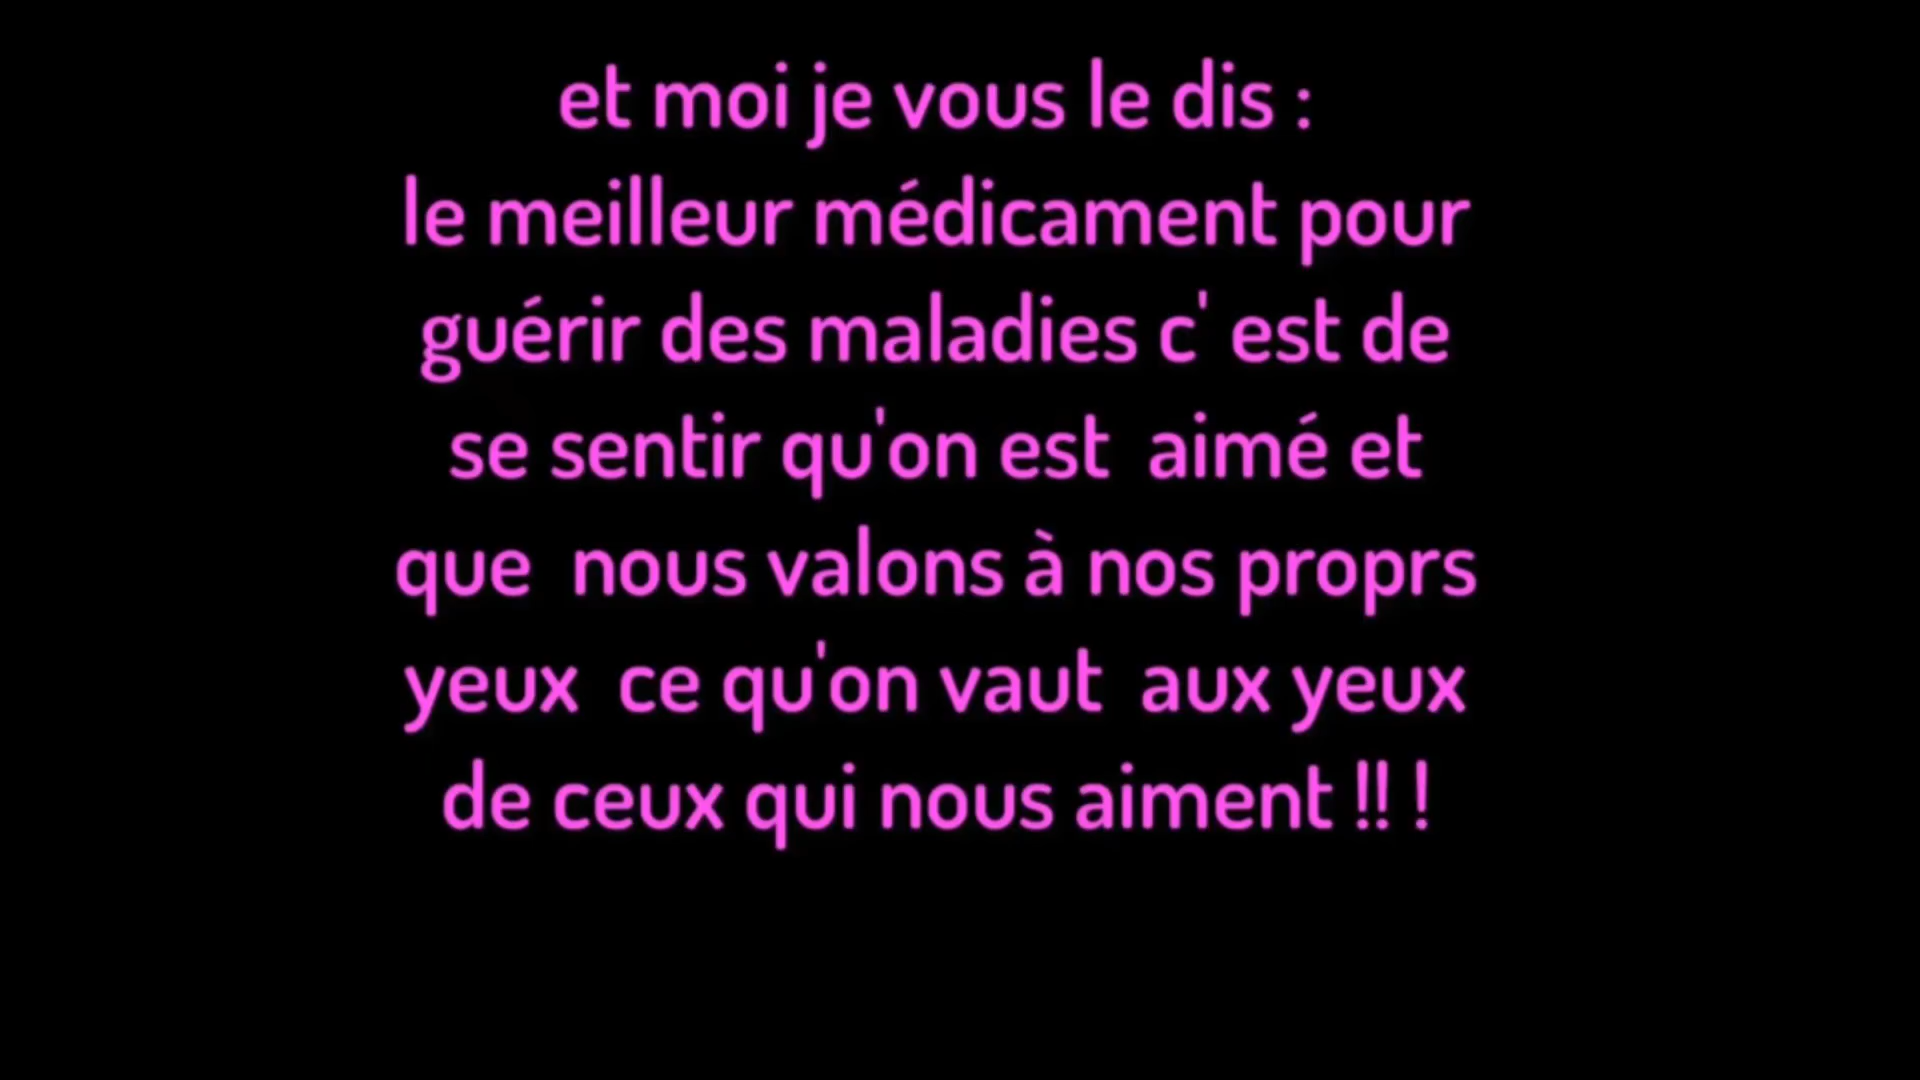 et moi je vous le dis :
le meilleur médicament pour
guérir des maladies c' est de
se sentir qu'on est  aimé et
que  nous valons à nos proprs
yeux  ce qu'on vaut  aux yeux
de ceux qui nous aiment !! !